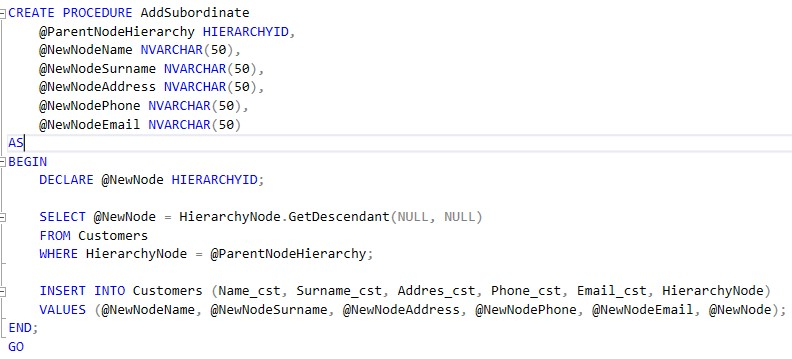 CREATE PROCEDURE AddSubordinate
    @ParentNodeHierarchy HIERARCHYID,
    @NewNodeName NVARCHAR(50),
    @NewNodeSurname NVARCHAR(50),
    @NewNodeAddress NVARCHAR(50),
    @NewNodePhone NVARCHAR(50),
    @NewNodeEmail NVARCHAR(50)
AS
BEGIN
    DECLARE @NewNode HIERARCHYID;

    SELECT @NewNode = HierarchyNode.GetDescendant(NULL, NULL)
    FROM Customers
    WHERE HierarchyNode = @ParentNodeHierarchy;

    INSERT INTO Customers (Name_cst, Surname_cst, Addres_cst, Phone_cst, Email_cst, HierarchyNode)
    VALUES (@NewNodeName, @NewNodeSurname, @NewNodeAddress, @NewNodePhone, @NewNodeEmail, @NewNode);
END;
GO